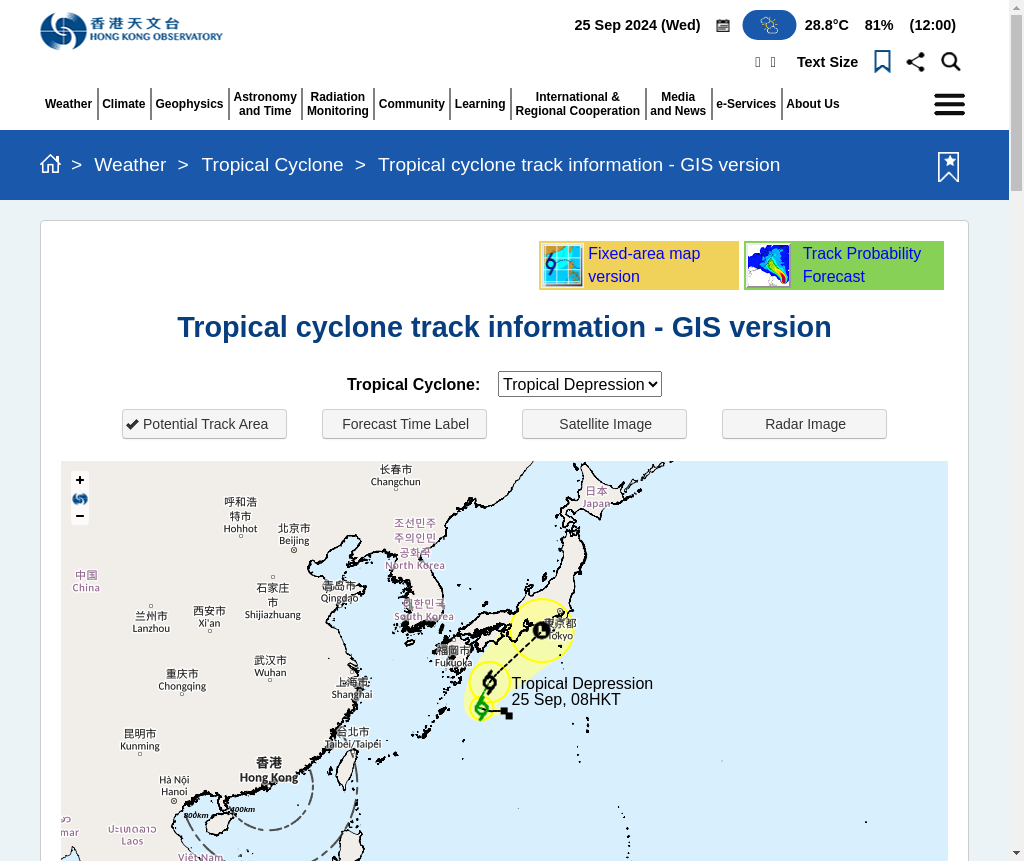 香港天文台
HONG KONG OBSERVATORY
25 Sep 2024 (Wed) 28.8°C 81% (12:00)
Text Size
Weather Climate Geophysics Astronomy and Time Radiation Monitoring Community Learning International & Regional Cooperation Media and News e-Services About Us
> Weather > Tropical Cyclone > Tropical cyclone track information - GIS version
Fixed-area map version
Track Probability Forecast
Tropical cyclone track information - GIS version
Tropical Cyclone: Tropical Depression
Potential Track Area Forecast Time Label Satellite Image Radar Image
+
−
长春市
Changchun
日本
Japan
呼和浩
特市
Hohhot
北京市
Beijing
조선민주
주의인민
공화국
North Korea
中国
China
石家庄
市
Shijiazhuang
青岛市
Qingdao
대한민국
South Korea
兰州市
Lanzhou
西安市
Xi'an
東京都
Tokyo
福岡市
Fukuoka
武汉市
Wuhan
重庆市
Chongqing
上海市
Shanghai
Tropical Depression
25 Sep, 08HKT
昆明市
Kunming
台北市
Taibei/Taipei
香港
Hong Kong
Hà Nội
Hanoi
400km
800km
mar
ປະເທດລາວ
Laos
Việt Nam